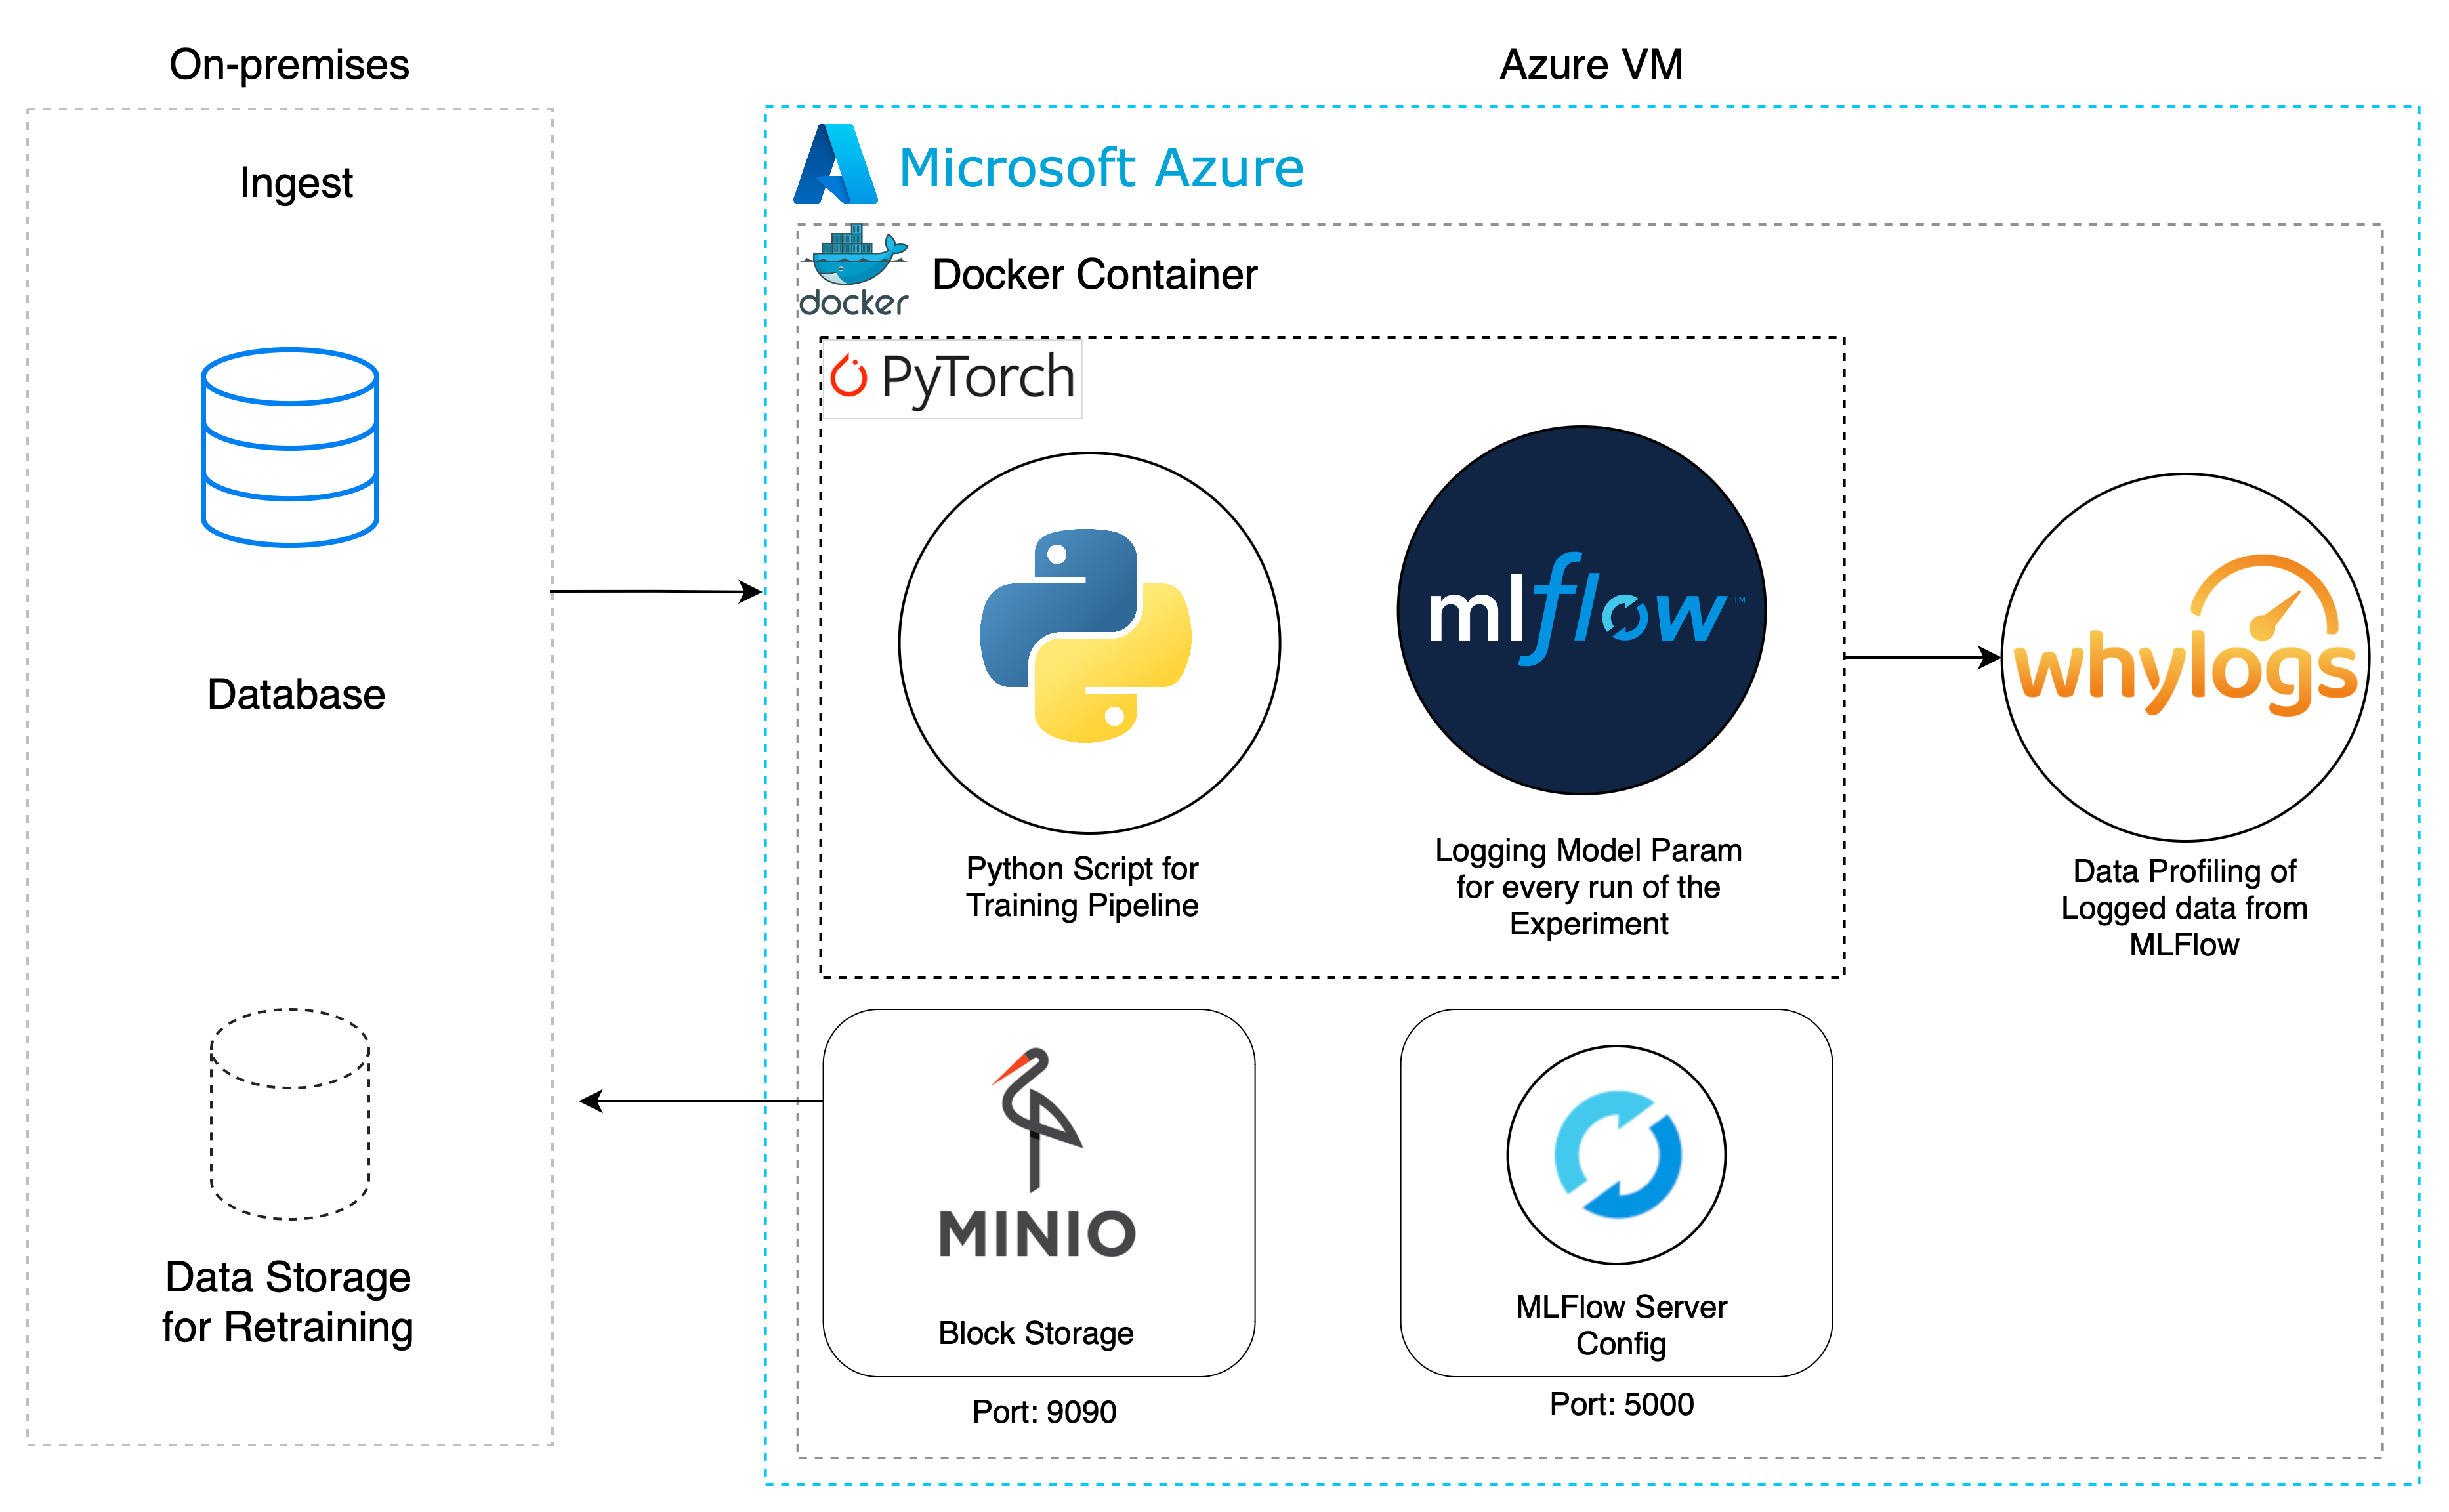 On-premises
Ingest
Database
Data Storage
for Retraining
Azure VM
Microsoft Azure
docker
Docker Container
PyTorch
Python Script for
Training Pipeline
mlflow™
Logging Model Param
for every run of the
Experiment
whylogs
Data Profiling of
Logged data from
MLFlow
MINIO
Block Storage
Port: 9090
MLFlow Server
Config
Port: 5000